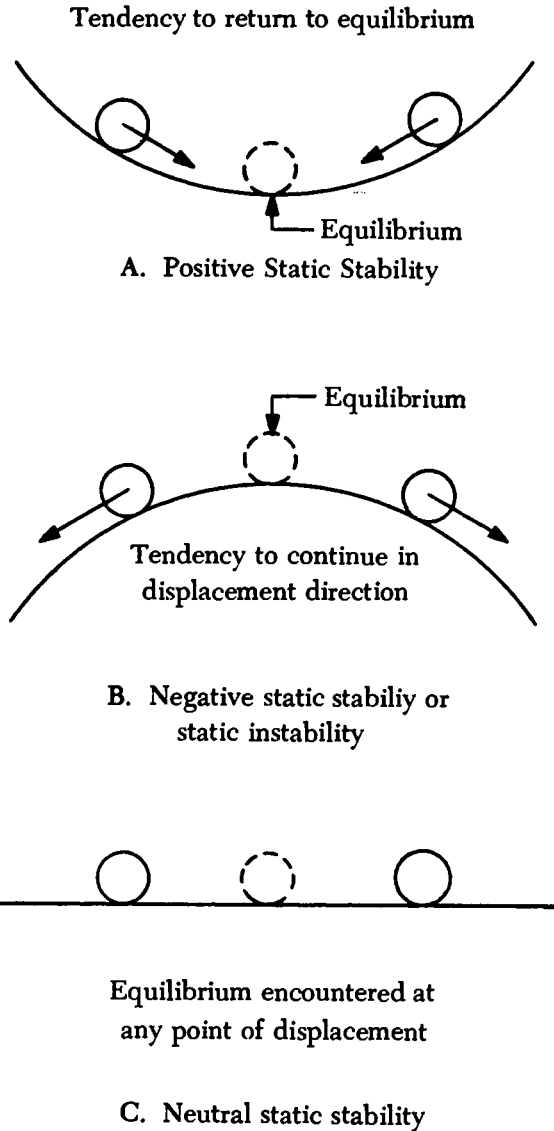 Tendency to return to equilibrium
Equilibrium
A. Positive Static Stability
Equilibrium
Tendency to continue in
displacement direction
B. Negative static stabiliy or
static instability
Equilibrium encountered at
any point of displacement
C. Neutral static stability